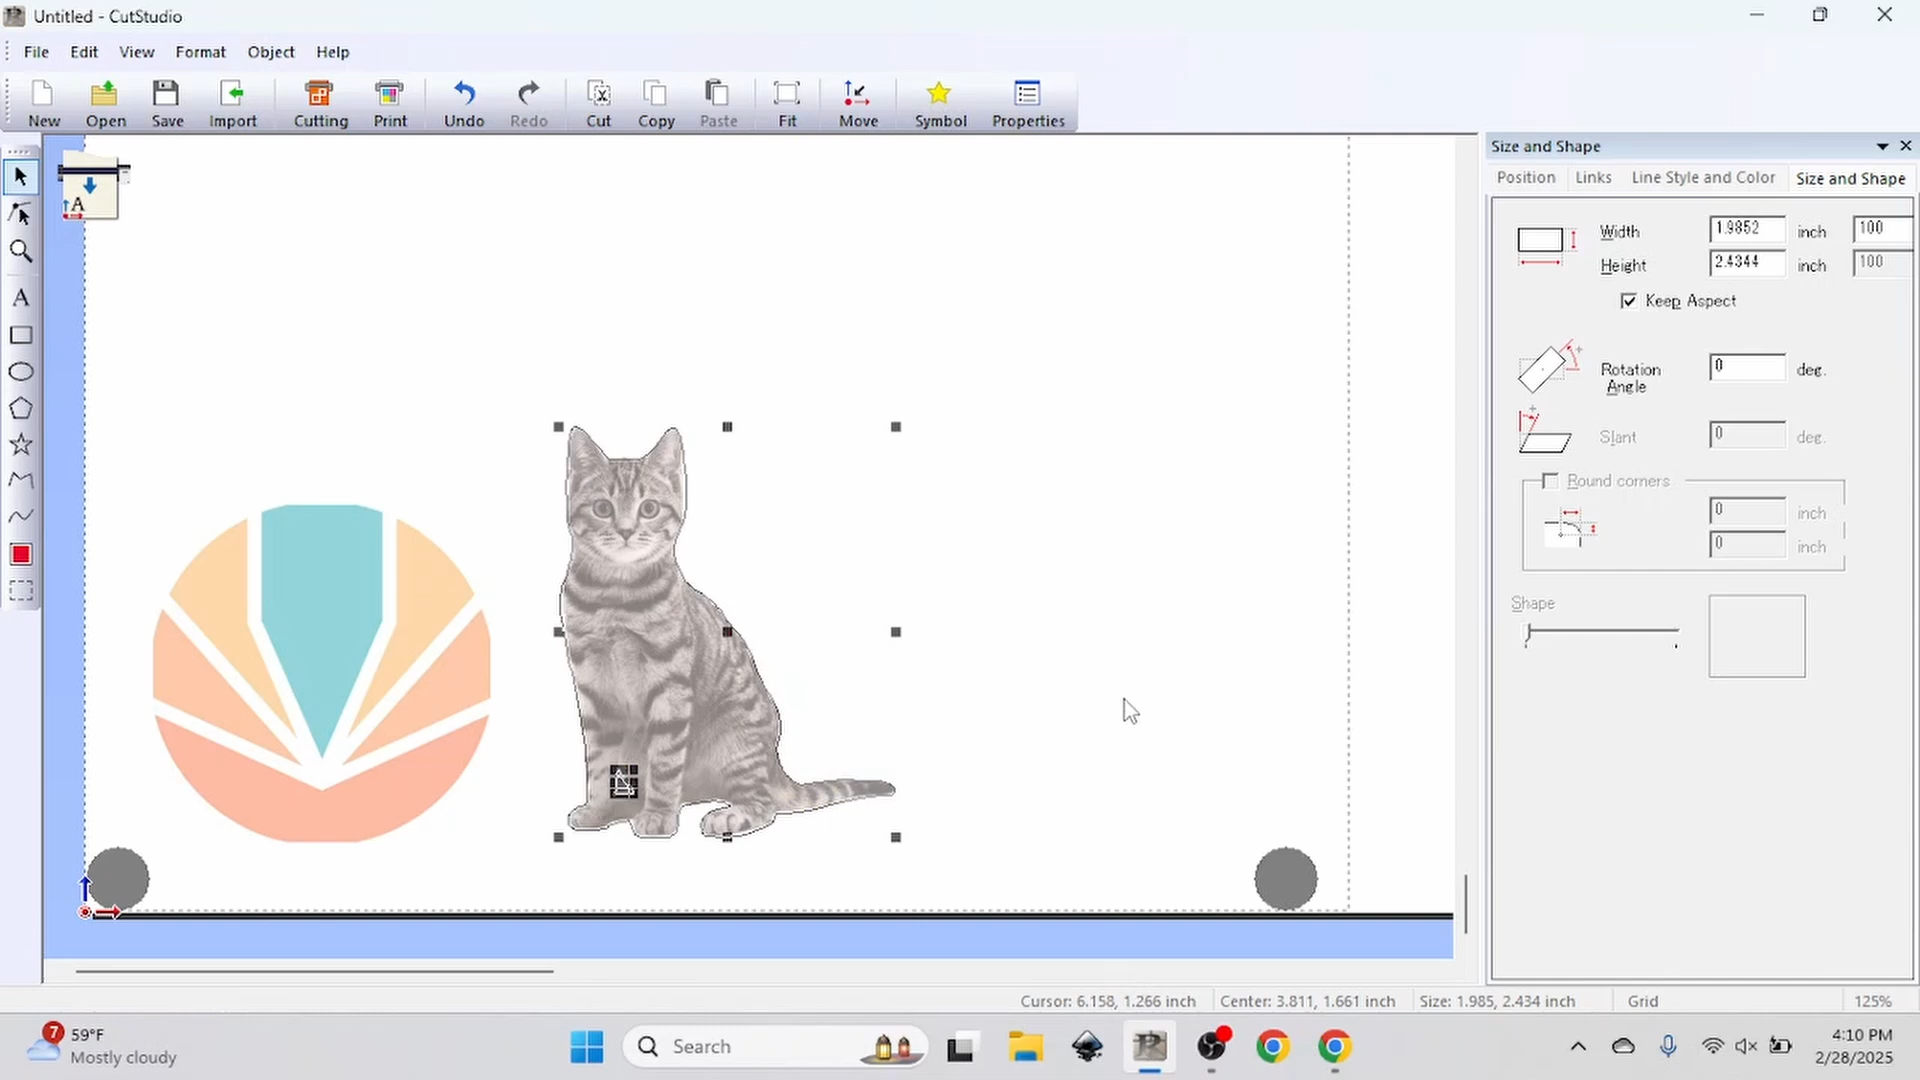 Untitled - CutStudio
File Edit View Format Object Help
New Open Save Import Cutting Print Undo Redo Cut Copy Paste Fit Move Symbol Properties
A
A
Size and Shape
Position Links Line Style and Color Size and Shape
Width 1.9852 inch 100
Height 2.4344 inch 100
Keep Aspect
Rotation 0 deg.
Angle
Slant 0 deg.
Round corners
0 inch
0 inch
Shape
Cursor: 6.158, 1.266 inch Center: 3.811, 1.661 inch Size: 1.985, 2.434 inch Grid 125%
7 59°F
Mostly cloudy
Search
4:10 PM
2/28/2025